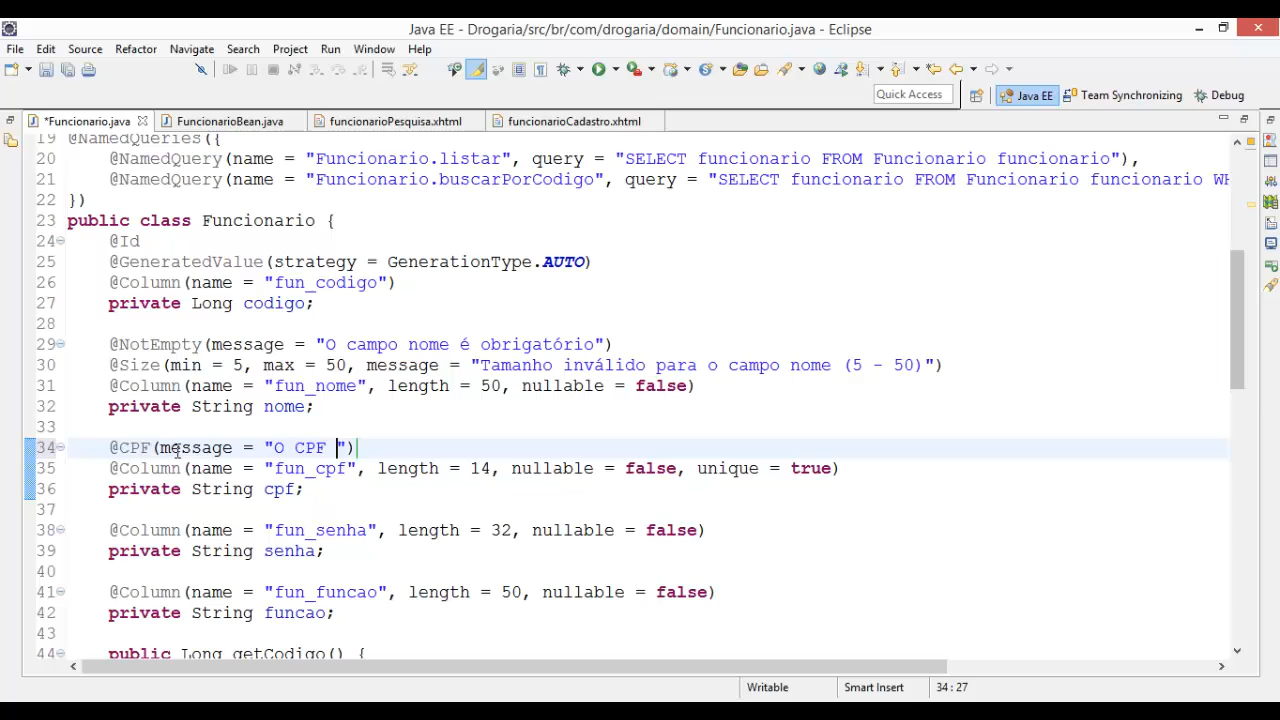 Java EE - Drogaria/src/br/com/drogaria/domain/Funcionario.java - Eclipse
File Edit Source Refactor Navigate Search Project Run Window Help
Quick Access Java EE Team Synchronizing Debug
*Funcionario.java FuncionarioBean.java funcionarioPesquisa.xhtml funcionarioCadastro.xhtml
19 @NamedQueries({
20 @NamedQuery(name = "Funcionario.listar", query = "SELECT funcionario FROM Funcionario funcionario"),
21 @NamedQuery(name = "Funcionario.buscarPorCodigo", query = "SELECT funcionario FROM Funcionario funcionario WH
22 })
23 public class Funcionario {
24 @Id
25 @GeneratedValue(strategy = GenerationType.AUTO)
26 @Column(name = "fun_codigo")
27 private Long codigo;
28
29 @NotEmpty(message = "O campo nome é obrigatório")
30 @Size(min = 5, max = 50, message = "Tamanho inválido para o campo nome (5 - 50)")
31 @Column(name = "fun_nome", length = 50, nullable = false)
32 private String nome;
33
34 @CPF(message = "O CPF ")
35 @Column(name = "fun_cpf", length = 14, nullable = false, unique = true)
36 private String cpf;
37
38 @Column(name = "fun_senha", length = 32, nullable = false)
39 private String senha;
40
41 @Column(name = "fun_funcao", length = 50, nullable = false)
42 private String funcao;
43
44 public Long getCodigo() {
Writable Smart Insert 34 : 27